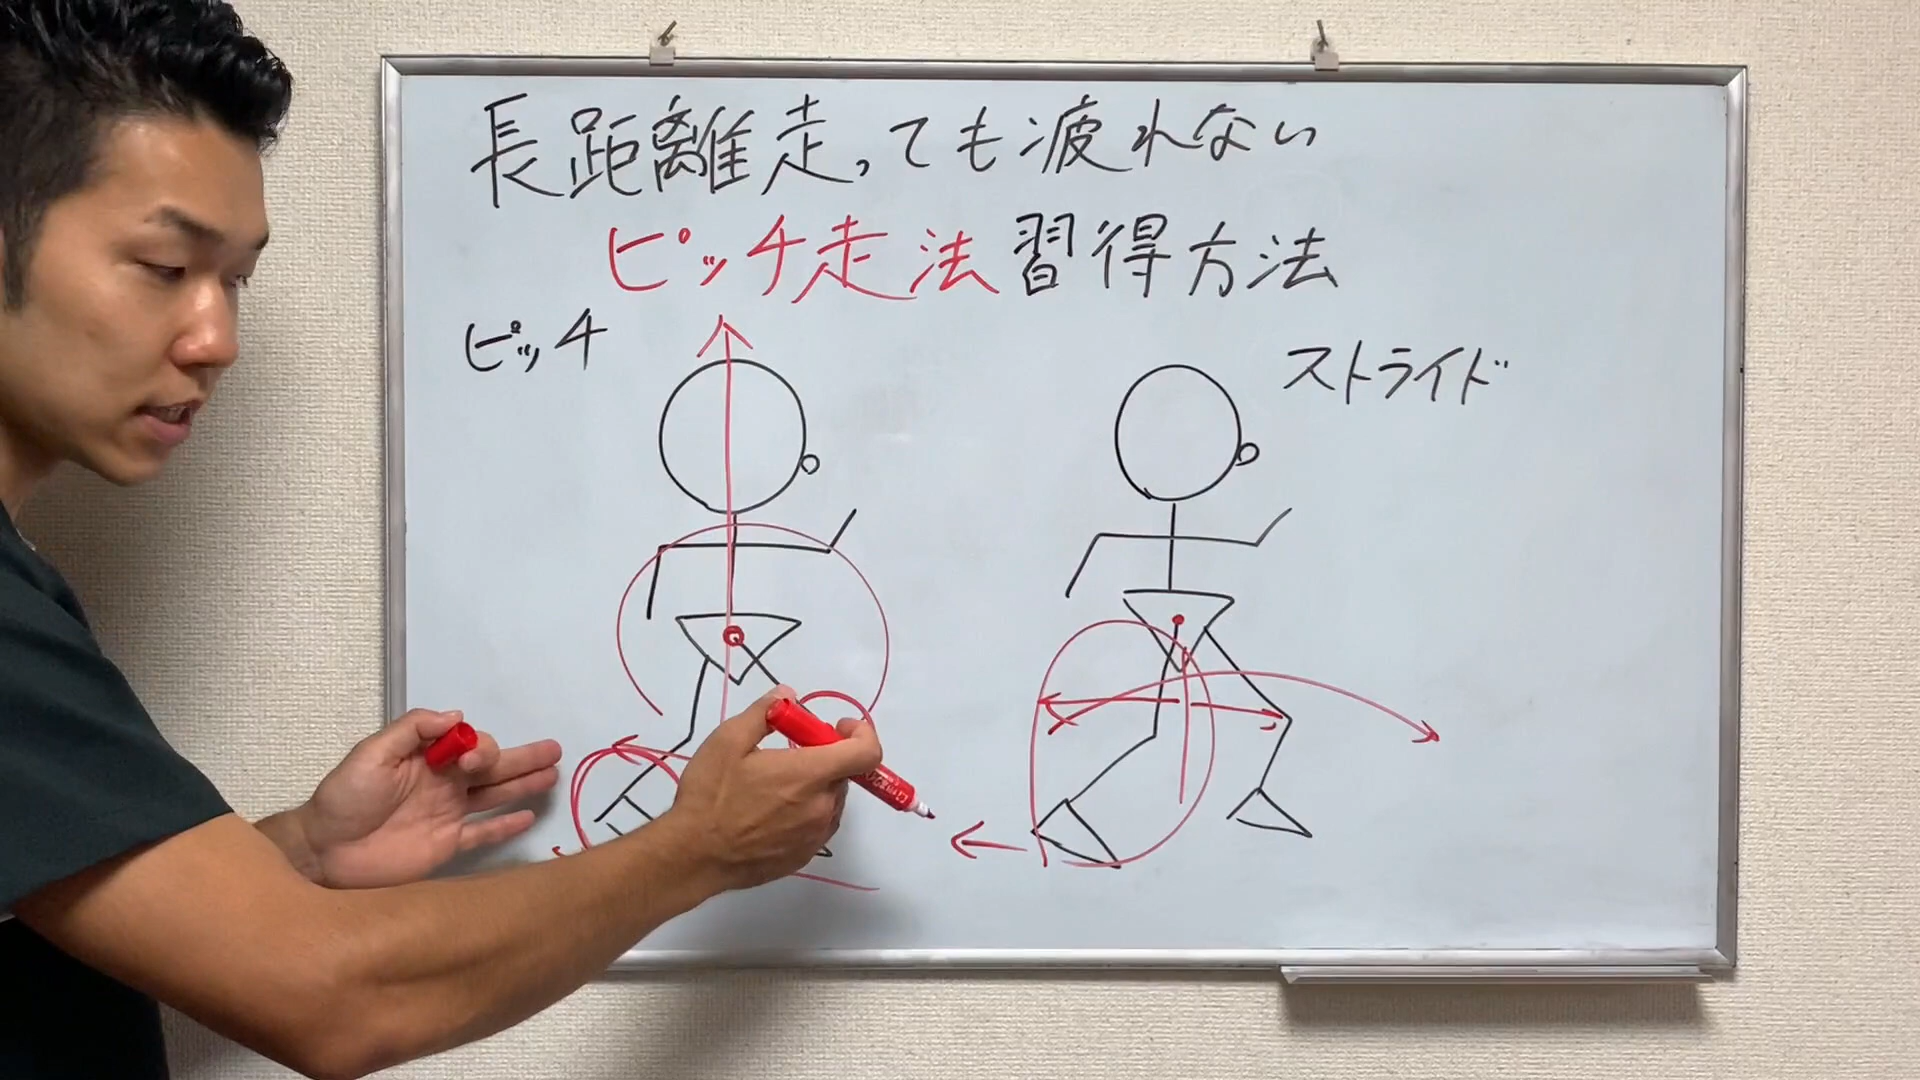 長距離走っても疲れない
ピッチ走法習得方法
ピッチ
ストライド